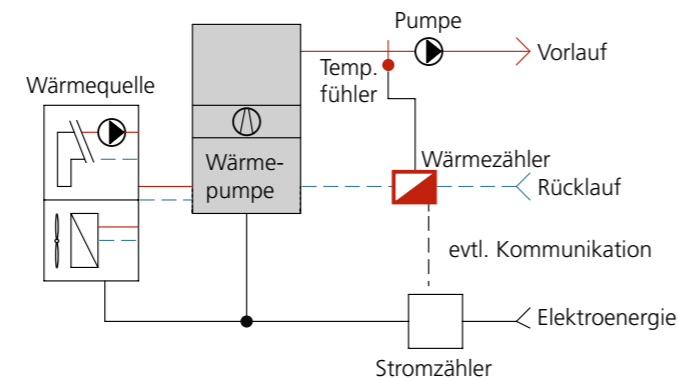 Pumpe
Vorlauf
Temp.
fühler
Wärmequelle
Wärme-
pumpe
Wärmezähler
Rücklauf
evtl. Kommunikation
Elektroenergie
Stromzähler